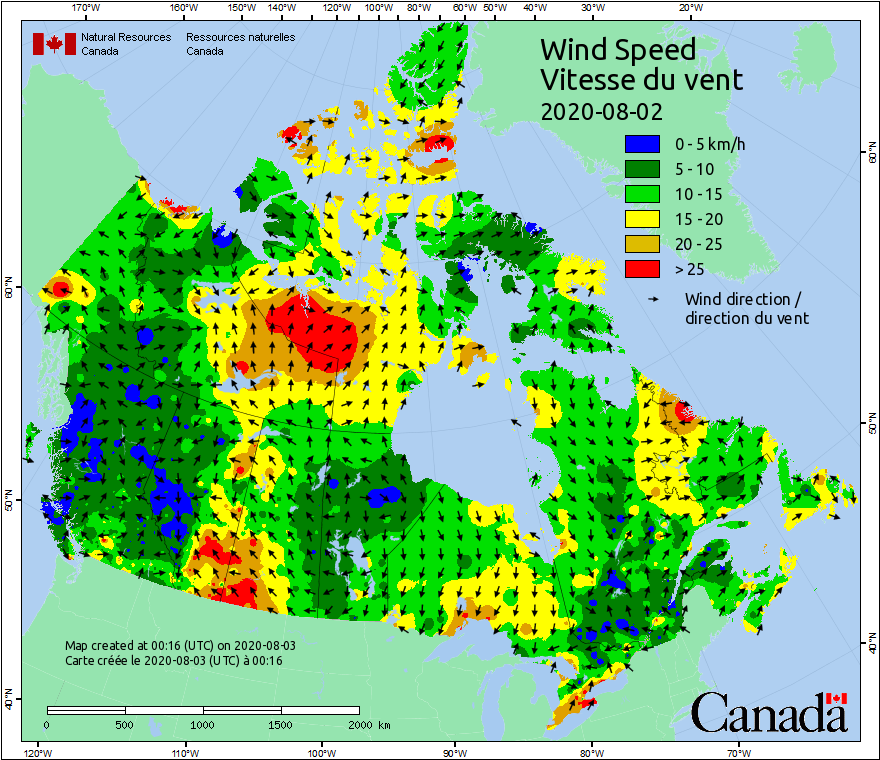 170°W 160°W 150°W 140°W 120°W 100°W 80°W 60°W 50°W 40°W 30°W 20°W
Natural Resources Ressources naturelles
Canada Canada
Wind Speed
Vitesse du vent
2020-08-02
0 - 5 km/h
5 - 10
10 - 15
15 - 20
20 - 25
> 25
Wind direction /
direction du vent
60°N 60°N
50°N 50°N
40°N 40°N
Map created at 00:16 (UTC) on 2020-08-03
Carte créée le 2020-08-03 (UTC) à 00:16
0 500 1000 1500 2000 km
Canada
120°W 110°W 100°W 90°W 80°W 70°W